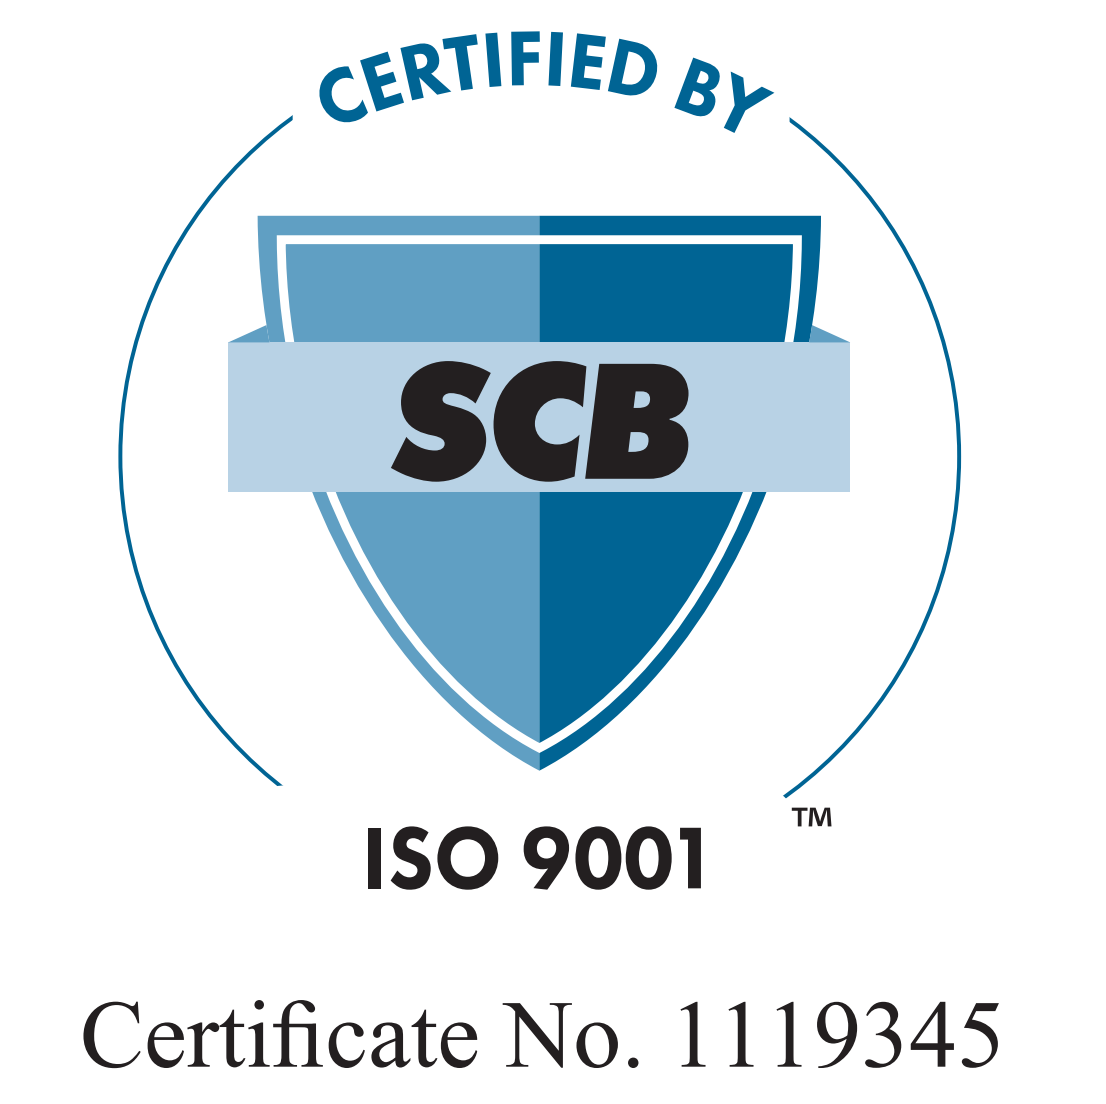 CERTIFIED BY
SCB
TM
ISO 9001
Certificate No. 1119345